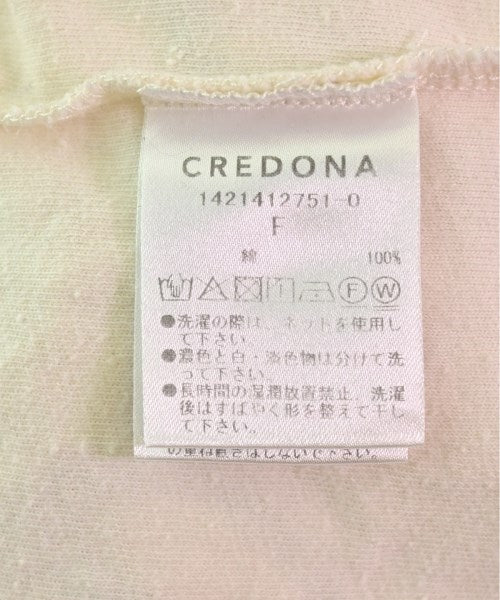 CREDONA
1421412751-0
F
綿 100%
F W
●洗濯の際は、ネットを使用し
て下さい。
●濃色と白・淡色物は分けて洗
って下さい。
●長時間の湿潤放置禁止、洗濯
後はすばやく形を整えて干し
て下さい。